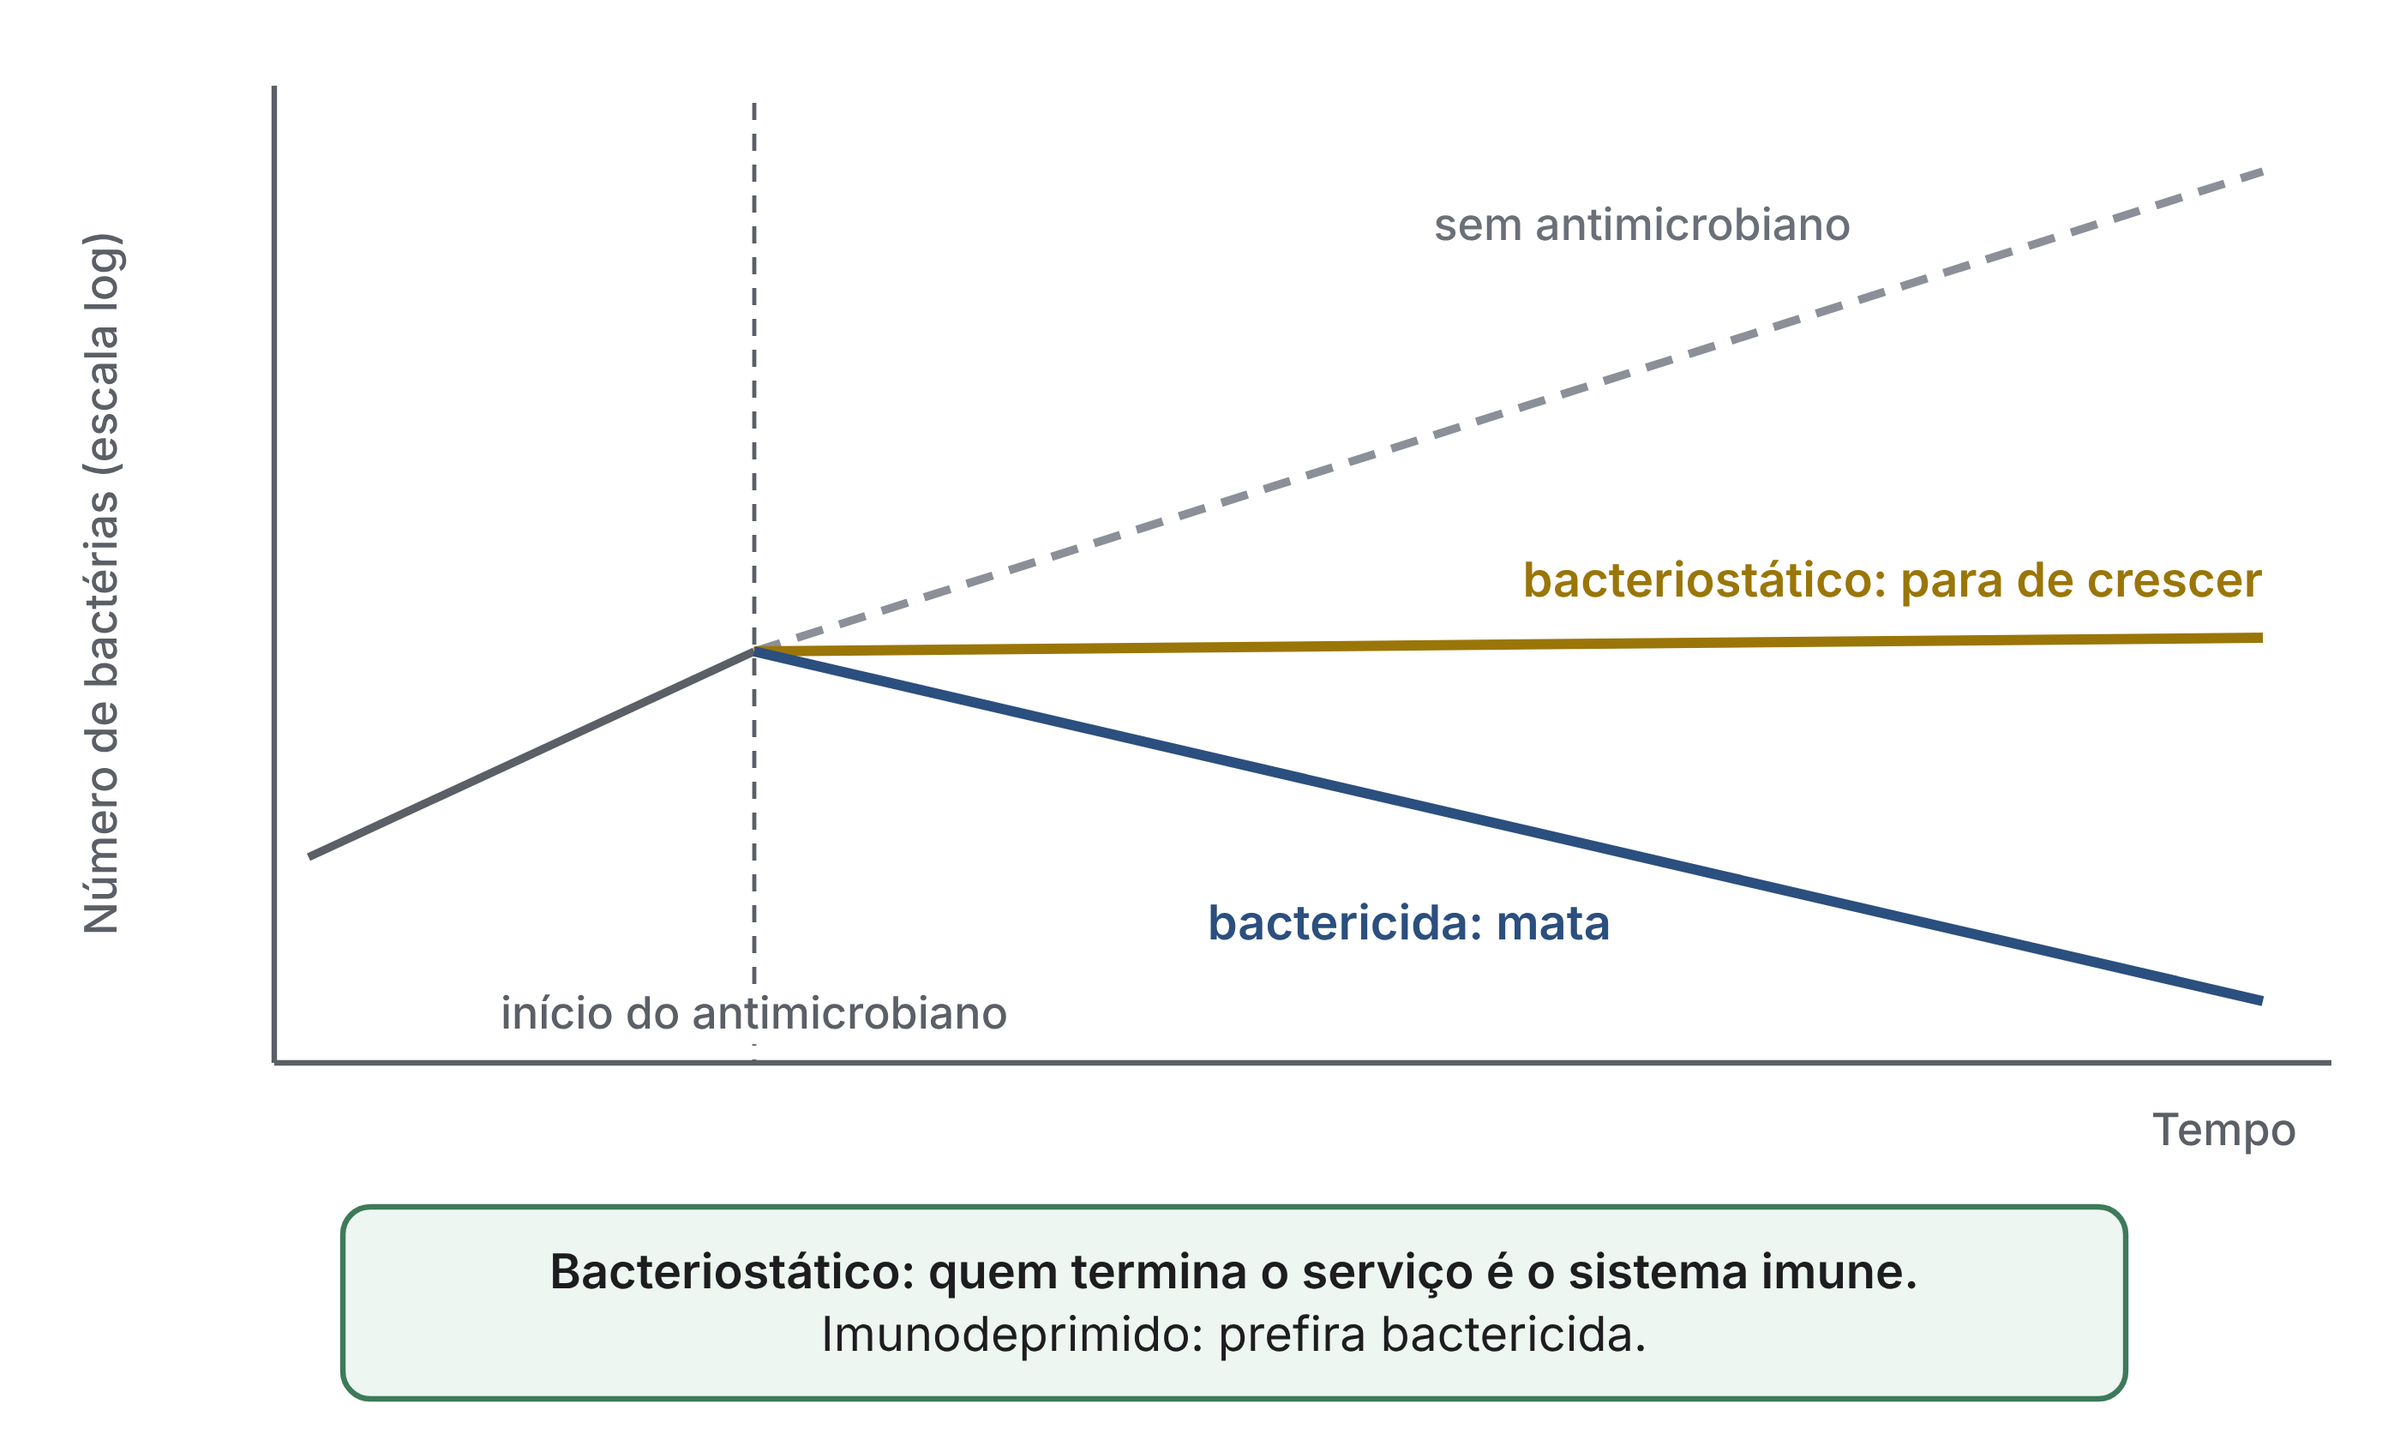 Número de bactérias (escala log)
sem antimicrobiano
bacteriostático: para de crescer
bactericida: mata
início do antimicrobiano
Tempo
Bacteriostático: quem termina o serviço é o sistema imune.
Imunodeprimido: prefira bactericida.